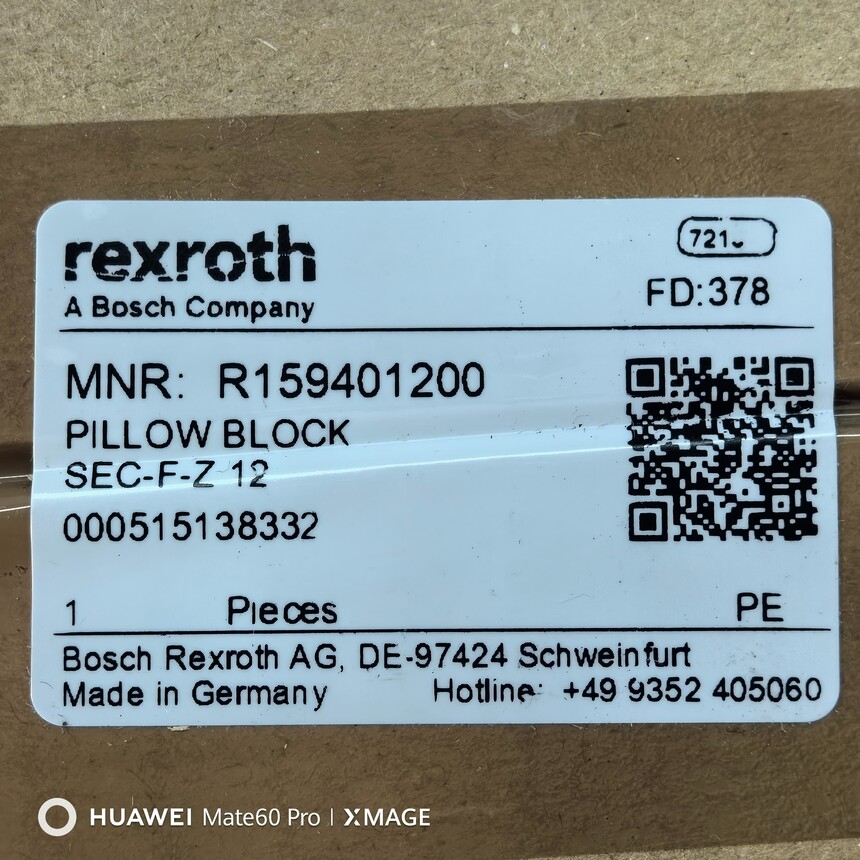 rexroth
A Bosch Company
FD:378
MNR: R159401200
PILLOW BLOCK
SEC-F-Z 12
000515138332
1 Pieces PE
Bosch Rexroth AG, DE-97424 Schweinfurt
Made in Germany Hotline: +49 9352 405060
HUAWEI Mate60 Pro | XMAGE